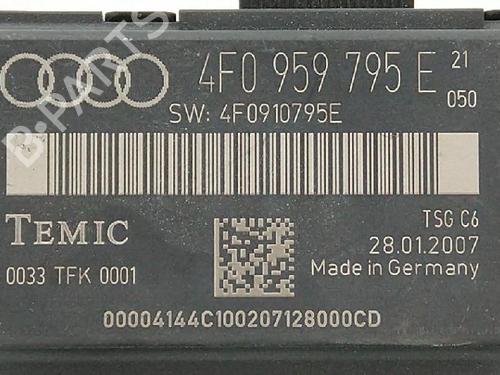 4F0 959 795 E 21
050
SW: 4F0910795E
TEMIC
TSG C6
28.01.2007
0033 TFK 0001
Made in Germany
00004144C100207128000CD
B-PARTS